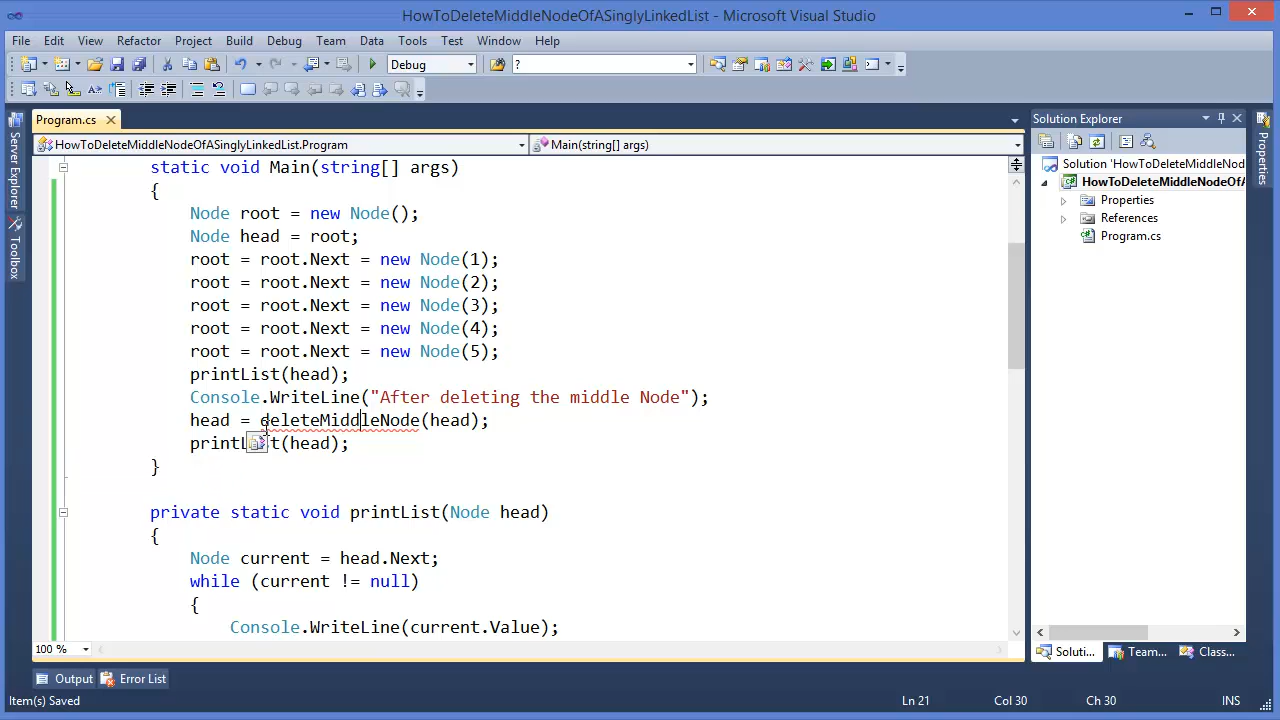 HowToDeleteMiddleNodeOfASinglyLinkedList - Microsoft Visual Studio
File Edit View Refactor Project Build Debug Team Data Tools Test Window Help
Debug ?
Program.cs
HowToDeleteMiddleNodeOfASinglyLinkedList.Program Main(string[] args)
static void Main(string[] args)
{
Node root = new Node();
Node head = root;
root = root.Next = new Node(1);
root = root.Next = new Node(2);
root = root.Next = new Node(3);
root = root.Next = new Node(4);
root = root.Next = new Node(5);
printList(head);
Console.WriteLine("After deleting the middle Node");
head = deleteMiddleNode(head);
printL t(head);
}
private static void printList(Node head)
{
Node current = head.Next;
while (current != null)
{
Console.WriteLine(current.Value);
100 %
Server Explorer
Toolbox
Solution Explorer
Solution 'HowToDeleteMiddleNod
HowToDeleteMiddleNodeOfA
Properties
References
Program.cs
Soluti... Team... Class...
Properties
Output Error List
Item(s) Saved Ln 21 Col 30 Ch 30 INS